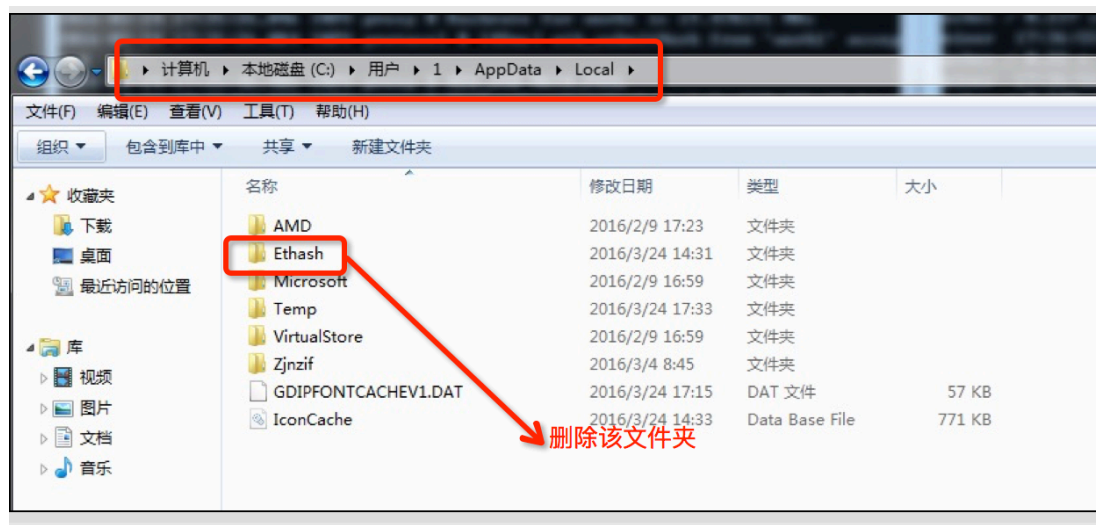 计算机 本地磁盘 (C:) 用户 1 AppData Local
文件(F) 编辑(E) 查看(V) 工具(T) 帮助(H)
组织 包含到库中 共享 新建文件夹
收藏夹
下载
桌面
最近访问的位置
库
视频
图片
文档
音乐
名称 修改日期 类型 大小
AMD 2016/2/9 17:23 文件夹
Ethash 2016/3/24 14:31 文件夹
Microsoft 2016/2/9 16:59 文件夹
Temp 2016/3/24 17:33 文件夹
VirtualStore 2016/2/9 16:59 文件夹
Zjnzif 2016/3/4 8:45 文件夹
GDIPFONTCACHEV1.DAT 2016/3/24 17:15 DAT 文件 57 KB
IconCache 2016/3/24 14:33 Data Base File 771 KB
删除该文件夹